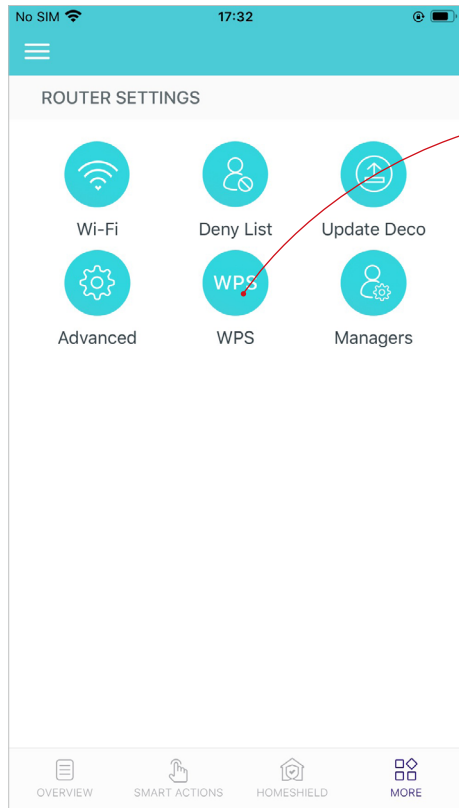 No SIM 17:32
ROUTER SETTINGS
Wi-Fi Deny List Update Deco
WPS
Advanced WPS Managers
OVERVIEW SMART ACTIONS HOMESHIELD MORE